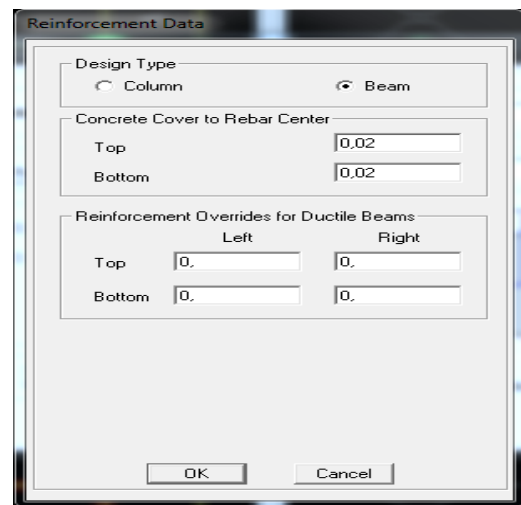 Reinforcement Data
Design Type
Column Beam
Concrete Cover to Rebar Center
Top 0,02
Bottom 0,02
Reinforcement Overrides for Ductile Beams
Left Right
Top 0, 0,
Bottom 0, 0,
OK Cancel